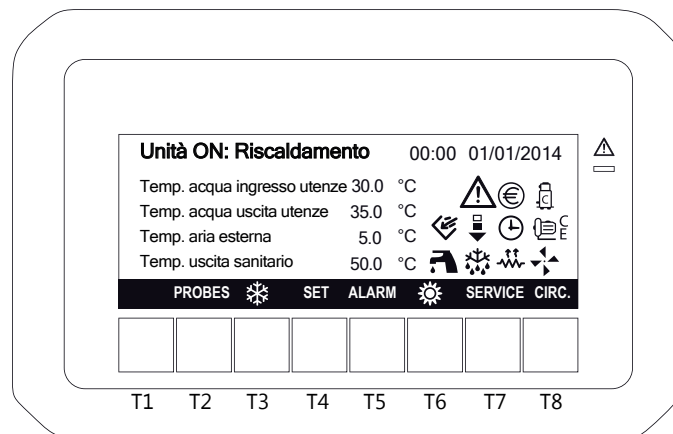 Unità ON: Riscaldamento 00:00 01/01/2014
Temp. acqua ingresso utenze 30.0 °C
Temp. acqua uscita utenze 35.0 °C
Temp. aria esterna 5.0 °C
Temp. uscita sanitario 50.0 °C
€ C
C
E
PROBES SET ALARM SERVICE CIRC.
T1 T2 T3 T4 T5 T6 T7 T8